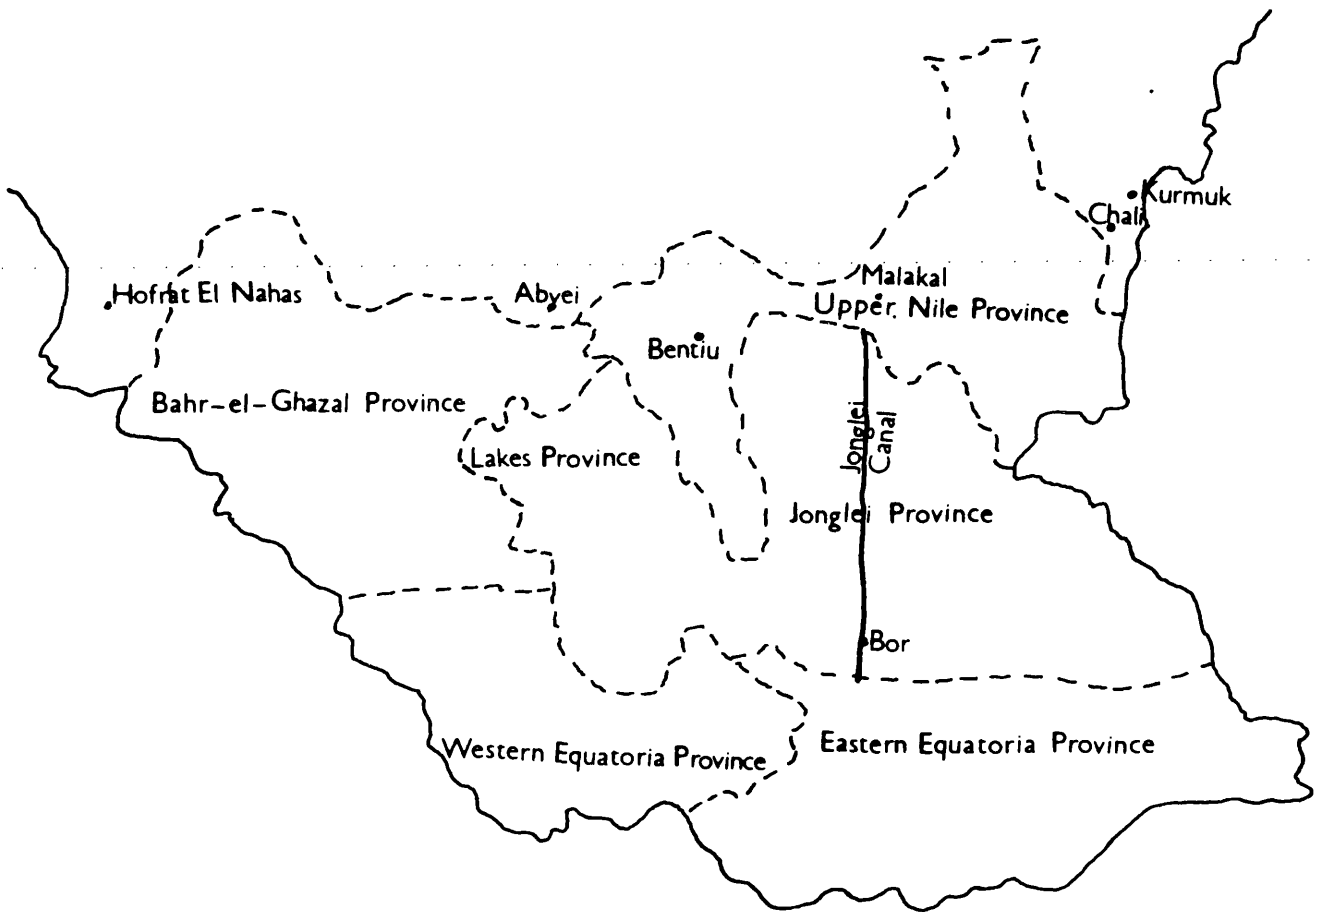 Kurmuk
Chali
Malakal
Hofrat El Nahas
Abyei
Upper Nile Province
Bentiu
Bahr-el-Ghazal Province
Jonglei
Canal
Lakes Province
Jonglei Province
Bor
Western Equatoria Province
Eastern Equatoria Province